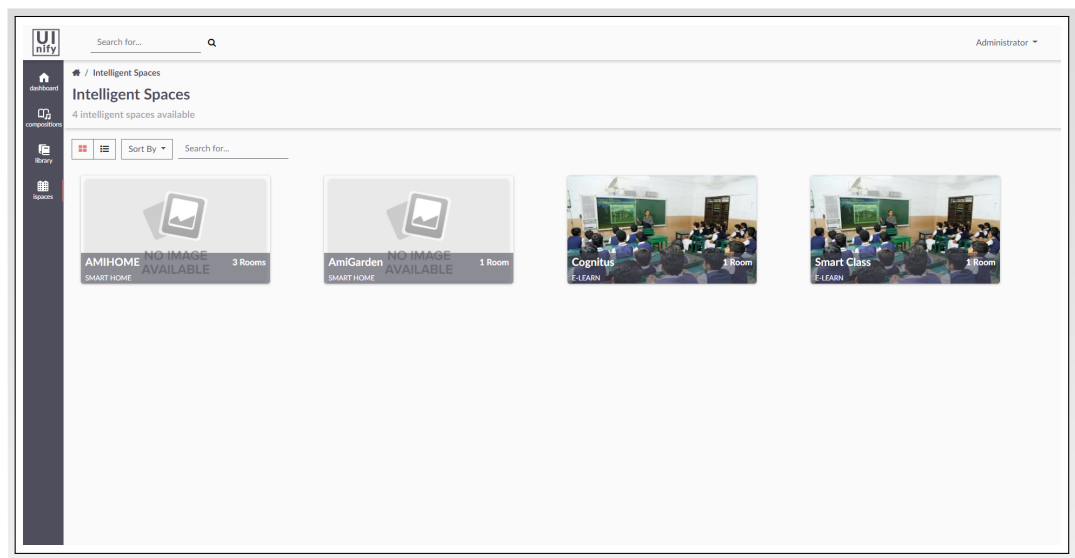 UI
nify
Search for...
Administrator
dashboard
compositions
library
ispaces
/ Intelligent Spaces
Intelligent Spaces
4 intelligent spaces available
Sort By
Search for...
NO IMAGE
AVAILABLE
AMIHOME 3 Rooms
SMART HOME
NO IMAGE
AVAILABLE
AmiGarden 1 Room
SMART HOME
Cognitus 1 Room
E-LEARN
Smart Class 1 Room
E-LEARN